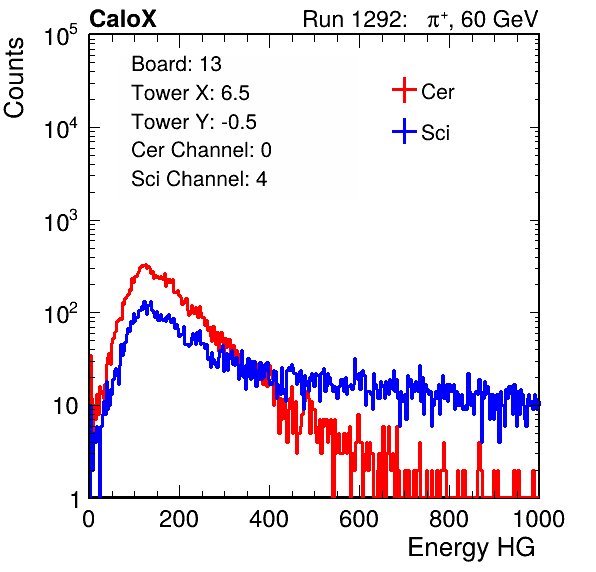 CaloX Run 1292: π⁺, 60 GeV
Counts
10⁵
10⁴
10³
10²
10
1
Board: 13
Tower X: 6.5
Tower Y: -0.5
Cer Channel: 0
Sci Channel: 4
Cer
Sci
0 200 400 600 800 1000
Energy HG